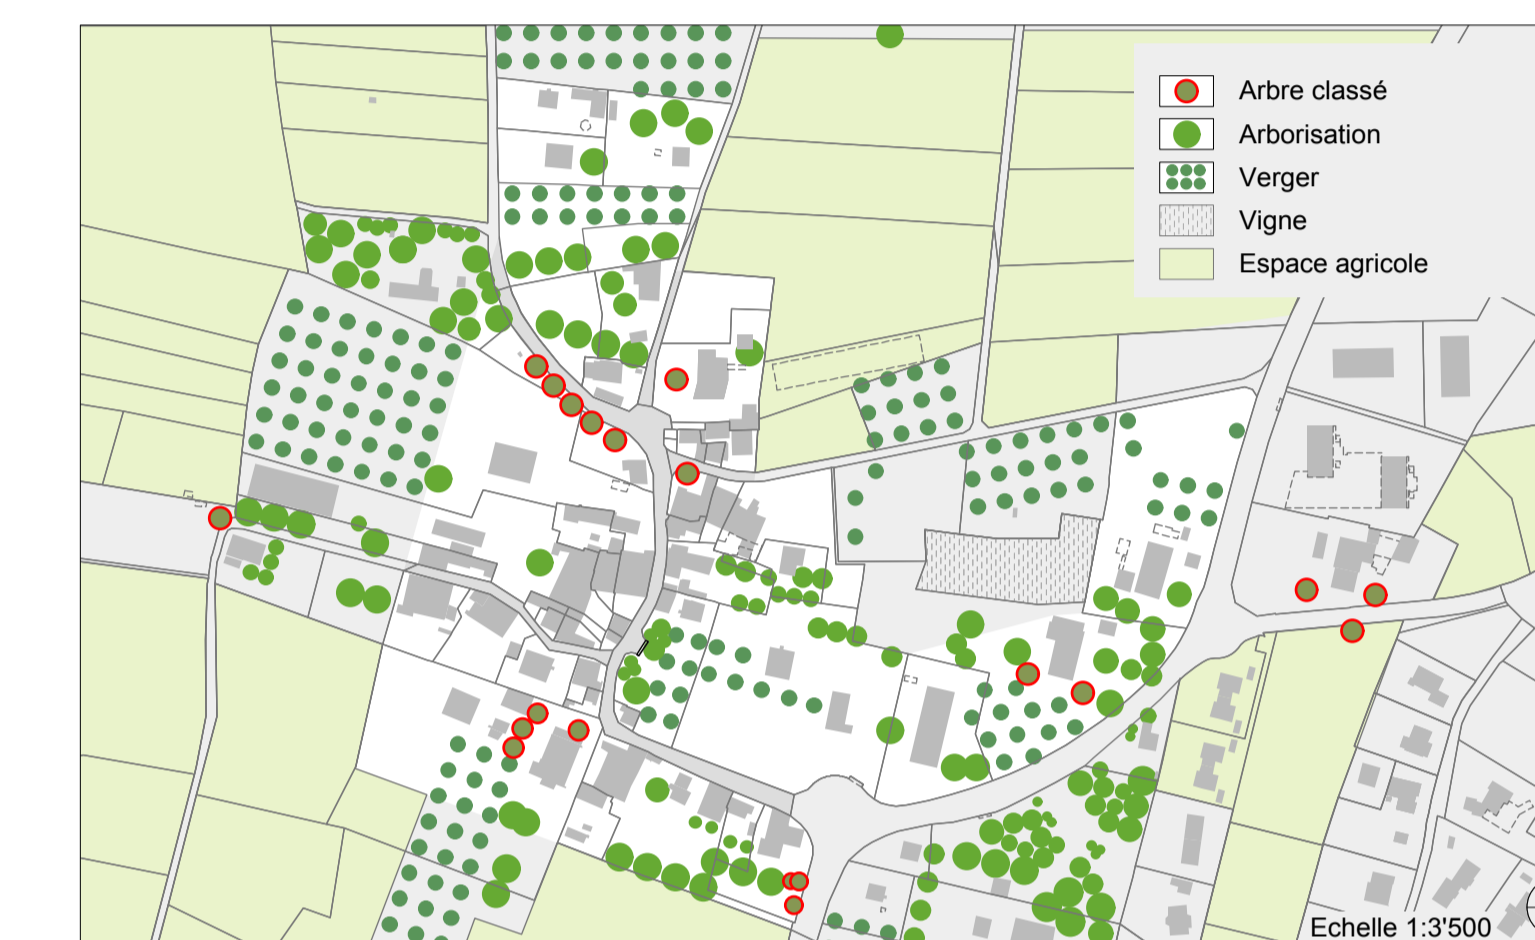 Arbre classé
Arborisation
Verger
Vigne
Espace agricole
Echelle 1:3'500